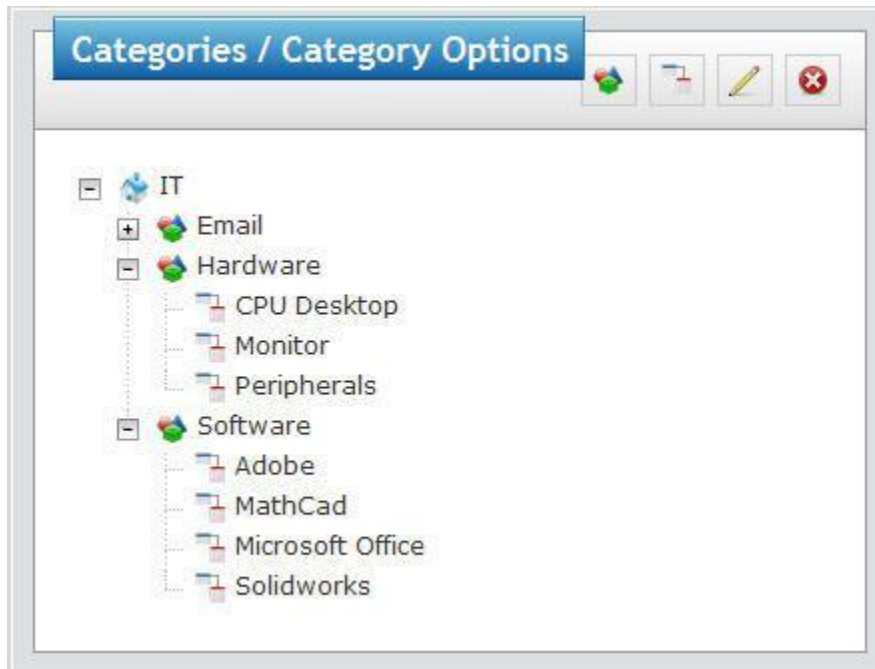 Categories / Category Options
IT
Email
Hardware
CPU Desktop
Monitor
Peripherals
Software
Adobe
MathCad
Microsoft Office
Solidworks